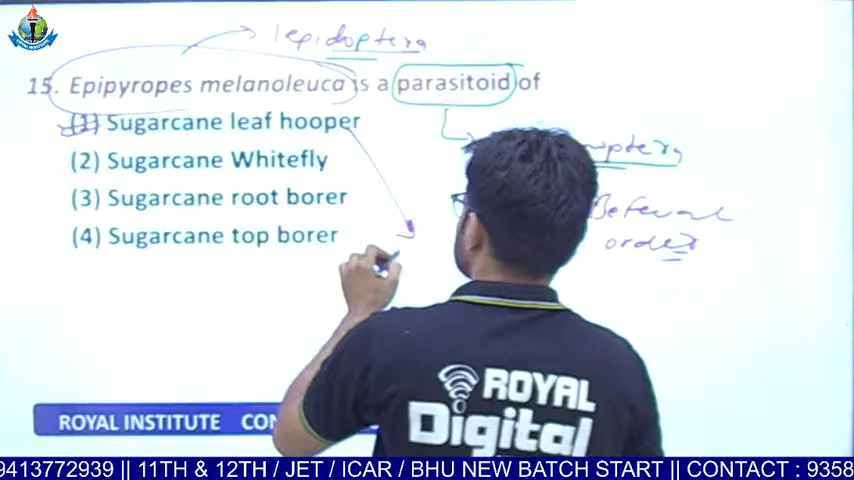 lepidoptera
15. Epipyropes melanoleuca is a parasitoid of
(1) Sugarcane leaf hooper
(2) Sugarcane Whitefly
(3) Sugarcane root borer
(4) Sugarcane top borer
order
ROYAL
Digital
ROYAL INSTITUTE
9413772939 || 11TH & 12TH / JET / ICAR / BHU NEW BATCH START || CONTACT : 9358